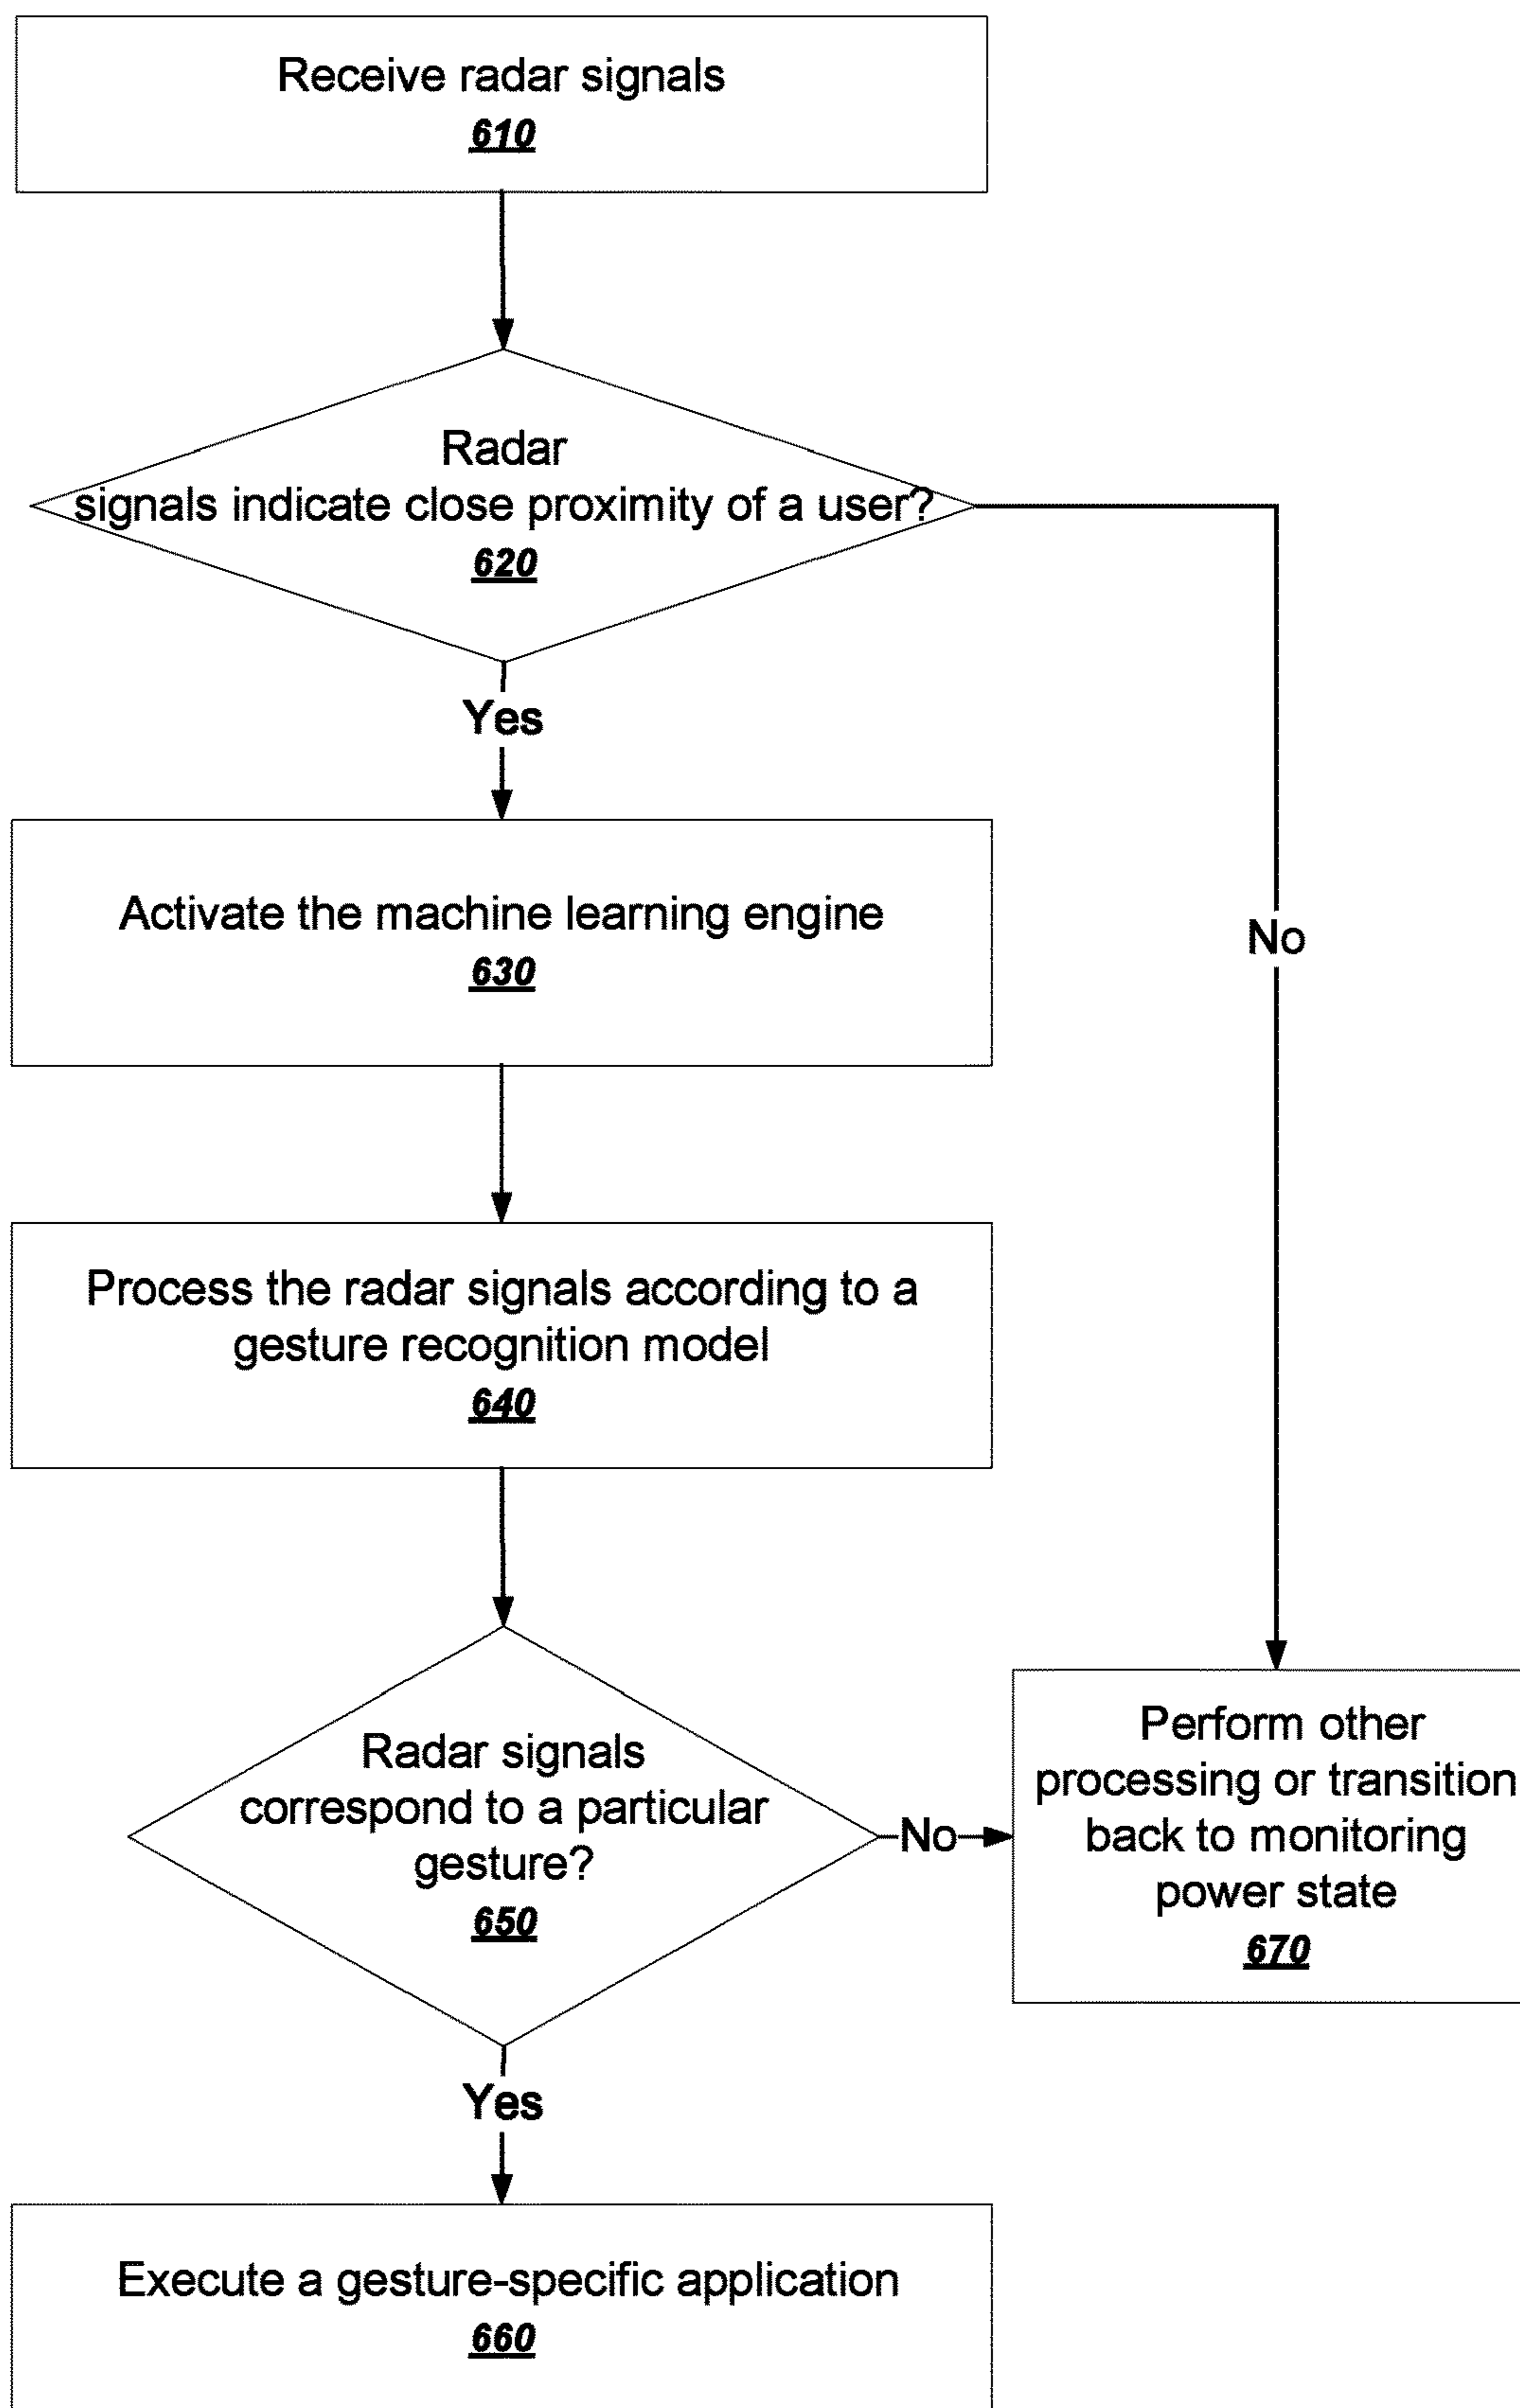 Receive radar signals
610
Radar
signals indicate close proximity of a user?
620
Yes
No
Activate the machine learning engine
630
Process the radar signals according to a
gesture recognition model
640
Radar signals
correspond to a particular
gesture?
650
No
Perform other
processing or transition
back to monitoring
power state
670
Yes
Execute a gesture-specific application
660